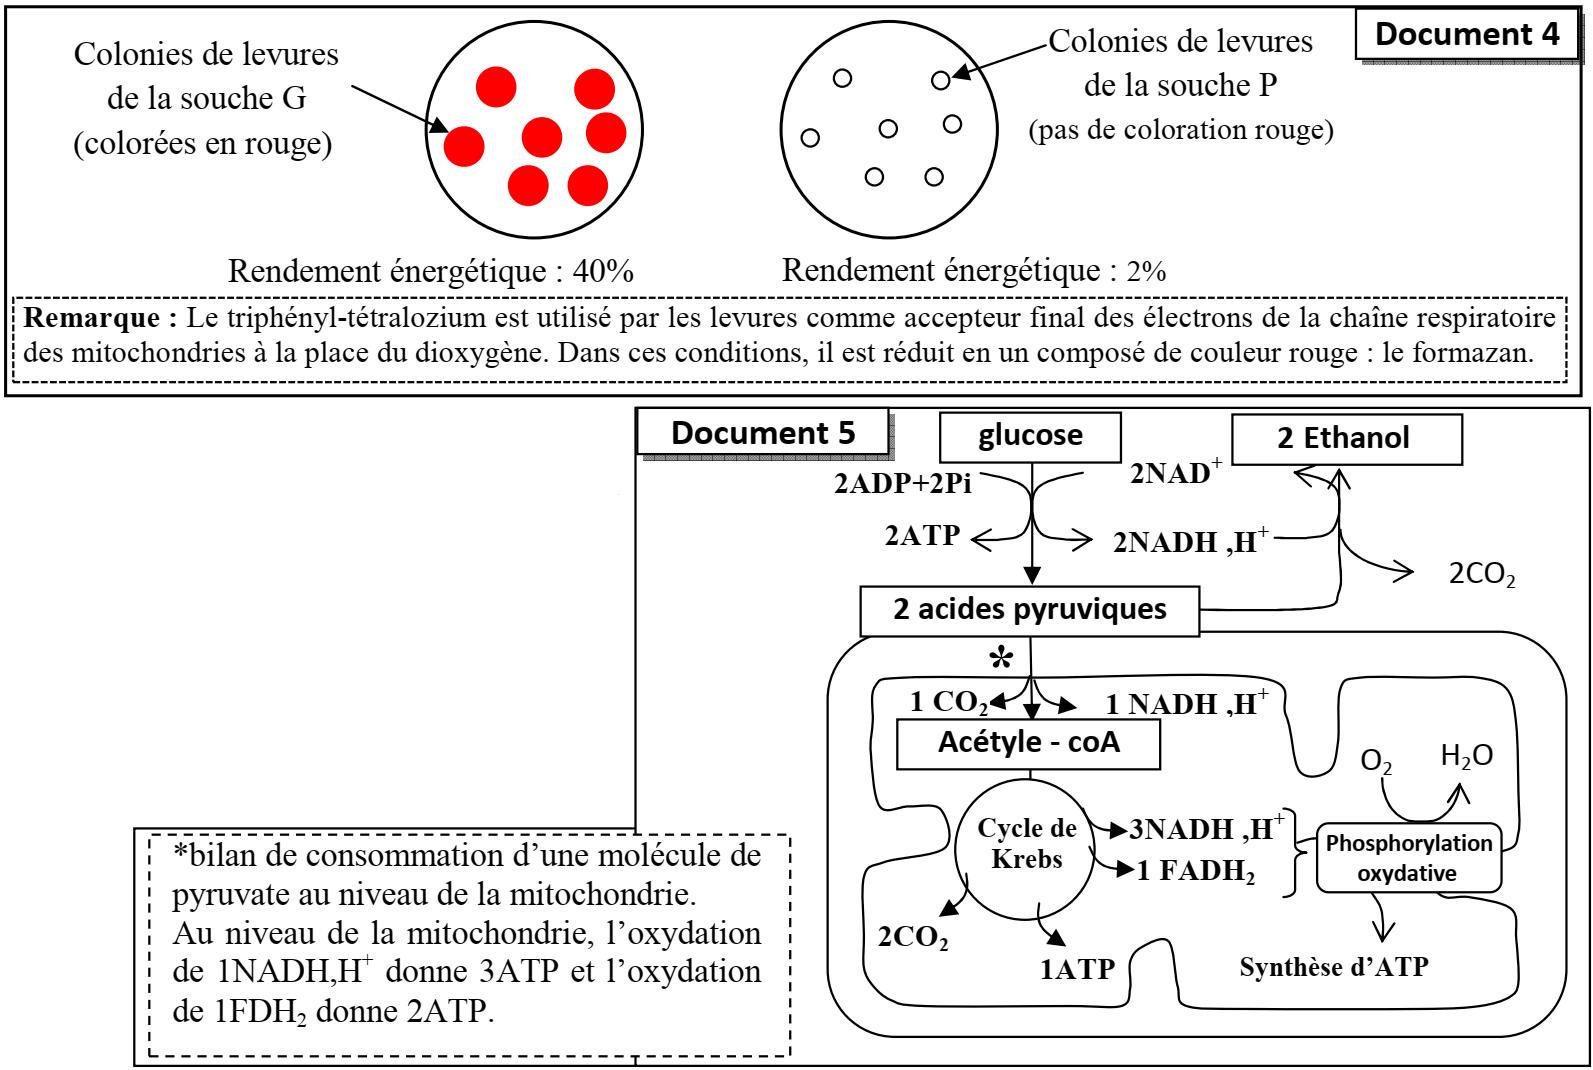 Document 4
Colonies de levures
de la souche G
(colorées en rouge)
Colonies de levures
de la souche P
(pas de coloration rouge)
Rendement énergétique : 40%
Rendement énergétique : 2%
Remarque : Le triphényl-tétralozium est utilisé par les levures comme accepteur final des électrons de la chaîne respiratoire
des mitochondries à la place du dioxygène. Dans ces conditions, il est réduit en un composé de couleur rouge : le formazan.
Document 5
glucose
2 Ethanol
2ADP+2Pi
2NAD⁺
2ATP
2NADH ,H⁺
2CO₂
2 acides pyruviques
*
1 CO₂
1 NADH ,H⁺
Acétyle - coA
O₂
H₂O
Cycle de
Krebs
3NADH ,H⁺
1 FADH₂
Phosphorylation
oxydative
2CO₂
1ATP
Synthèse d’ATP
*bilan de consommation d’une molécule de
pyruvate au niveau de la mitochondrie.
Au niveau de la mitochondrie, l’oxydation
de 1NADH,H⁺ donne 3ATP et l’oxydation
de 1FDH₂ donne 2ATP.